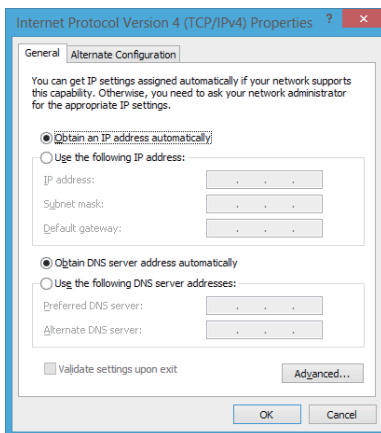 Internet Protocol Version 4 (TCP/IPv4) Properties ? ×
General Alternate Configuration
You can get IP settings assigned automatically if your network supports
this capability. Otherwise, you need to ask your network administrator
for the appropriate IP settings.
Obtain an IP address automatically
Use the following IP address:
IP address: . . .
Subnet mask: . . .
Default gateway: . . .
Obtain DNS server address automatically
Use the following DNS server addresses:
Preferred DNS server: . . .
Alternate DNS server: . . .
Validate settings upon exit
Advanced...
OK Cancel